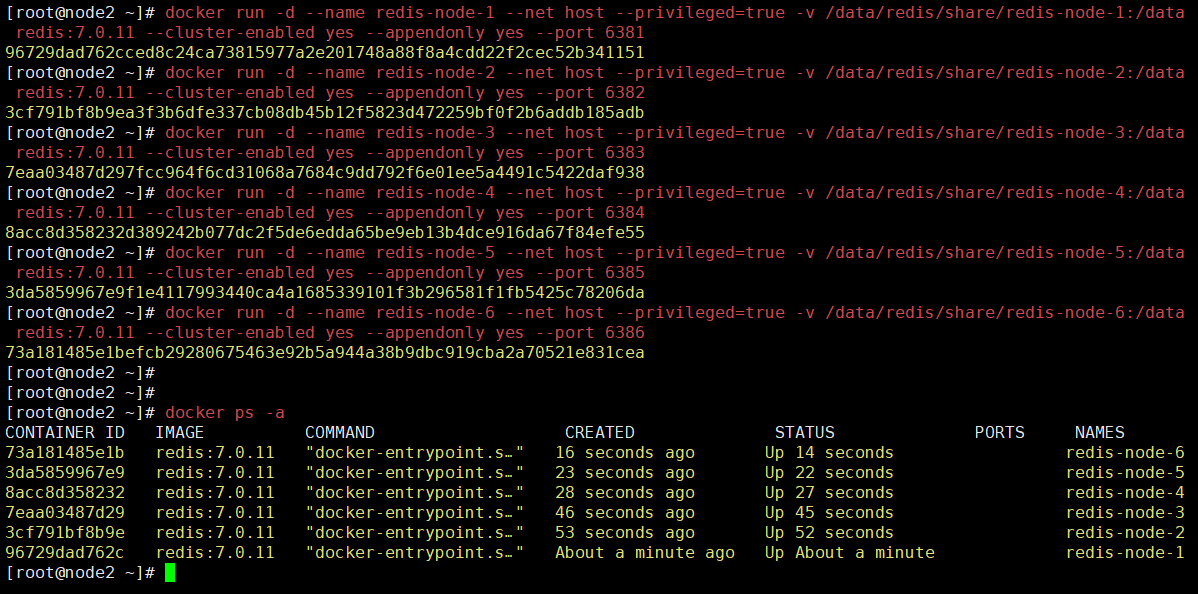 [root@node2 ~]# docker run -d --name redis-node-1 --net host --privileged=true -v /data/redis/share/redis-node-1:/data
 redis:7.0.11 --cluster-enabled yes --appendonly yes --port 6381
96729dad762cced8c24ca73815977a2e201748a88f8a4cdd22f2cec52b341151
[root@node2 ~]# docker run -d --name redis-node-2 --net host --privileged=true -v /data/redis/share/redis-node-2:/data
 redis:7.0.11 --cluster-enabled yes --appendonly yes --port 6382
3cf791bf8b9ea3f3b6dfe337cb08db45b12f5823d472259bf0f2b6addb185adb
[root@node2 ~]# docker run -d --name redis-node-3 --net host --privileged=true -v /data/redis/share/redis-node-3:/data
 redis:7.0.11 --cluster-enabled yes --appendonly yes --port 6383
7eaa03487d297fcc964f6cd31068a7684c9dd792f6e01ee5a4491c5422daf938
[root@node2 ~]# docker run -d --name redis-node-4 --net host --privileged=true -v /data/redis/share/redis-node-4:/data
 redis:7.0.11 --cluster-enabled yes --appendonly yes --port 6384
8acc8d358232d389242b077dc2f5de6edda65be9eb13b4dce916da67f84efe55
[root@node2 ~]# docker run -d --name redis-node-5 --net host --privileged=true -v /data/redis/share/redis-node-5:/data
 redis:7.0.11 --cluster-enabled yes --appendonly yes --port 6385
3da5859967e9f1e4117993440ca4a1685339101f3b296581f1fb5425c78206da
[root@node2 ~]# docker run -d --name redis-node-6 --net host --privileged=true -v /data/redis/share/redis-node-6:/data
 redis:7.0.11 --cluster-enabled yes --appendonly yes --port 6386
73a181485e1befcb29280675463e92b5a944a38b9dbc919cba2a70521e831cea
[root@node2 ~]#
[root@node2 ~]#
[root@node2 ~]# docker ps -a
CONTAINER ID   IMAGE          COMMAND                   CREATED              STATUS              PORTS     NAMES
73a181485e1b   redis:7.0.11   "docker-entrypoint.s…"   16 seconds ago       Up 14 seconds                 redis-node-6
3da5859967e9   redis:7.0.11   "docker-entrypoint.s…"   23 seconds ago       Up 22 seconds                 redis-node-5
8acc8d358232   redis:7.0.11   "docker-entrypoint.s…"   28 seconds ago       Up 27 seconds                 redis-node-4
7eaa03487d29   redis:7.0.11   "docker-entrypoint.s…"   46 seconds ago       Up 45 seconds                 redis-node-3
3cf791bf8b9e   redis:7.0.11   "docker-entrypoint.s…"   53 seconds ago       Up 52 seconds                 redis-node-2
96729dad762c   redis:7.0.11   "docker-entrypoint.s…"   About a minute ago   Up About a minute             redis-node-1
[root@node2 ~]#